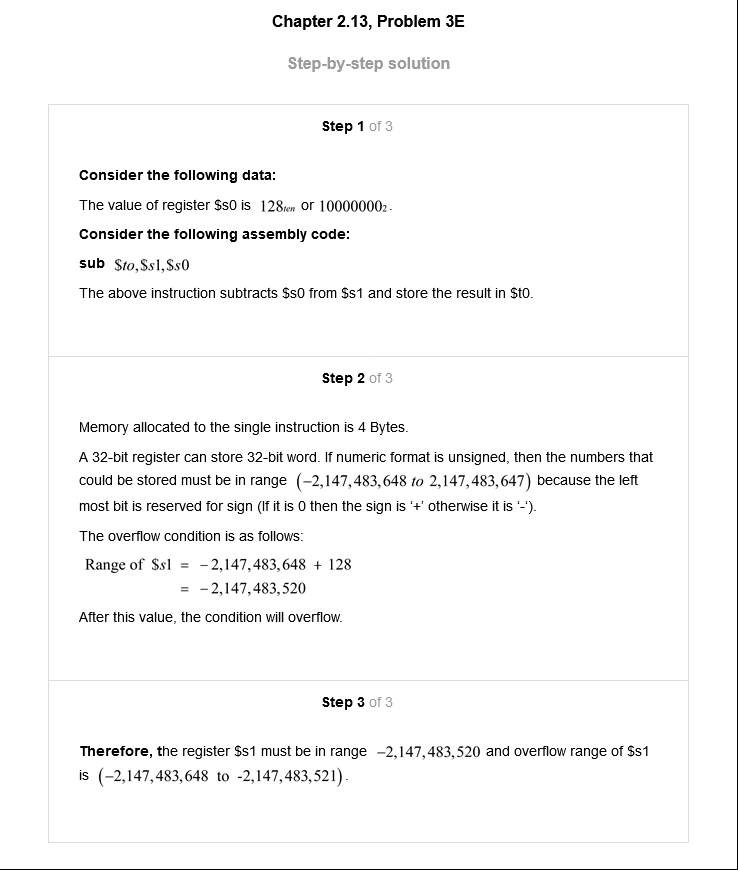 Chapter 2.13, Problem 3E
Step-by-step solution
Step 1 of 3
Consider the following data:
The value of register $s0 is 128ten or 100000002.
Consider the following assembly code:
sub $to,$s1,$s0
The above instruction subtracts $s0 from $s1 and store the result in $t0.
Step 2 of 3
Memory allocated to the single instruction is 4 Bytes.
A 32-bit register can store 32-bit word. If numeric format is unsigned, then the numbers that
could be stored must be in range (−2,147,483,648 to 2,147,483,647) because the left
most bit is reserved for sign (If it is 0 then the sign is ‘+’ otherwise it is ‘-‘).
The overflow condition is as follows:
Range of $s1 = −2,147,483,648 + 128
= −2,147,483,520
After this value, the condition will overflow.
Step 3 of 3
Therefore, the register $s1 must be in range −2,147,483,520 and overflow range of $s1
is (−2,147,483,648 to -2,147,483,521).